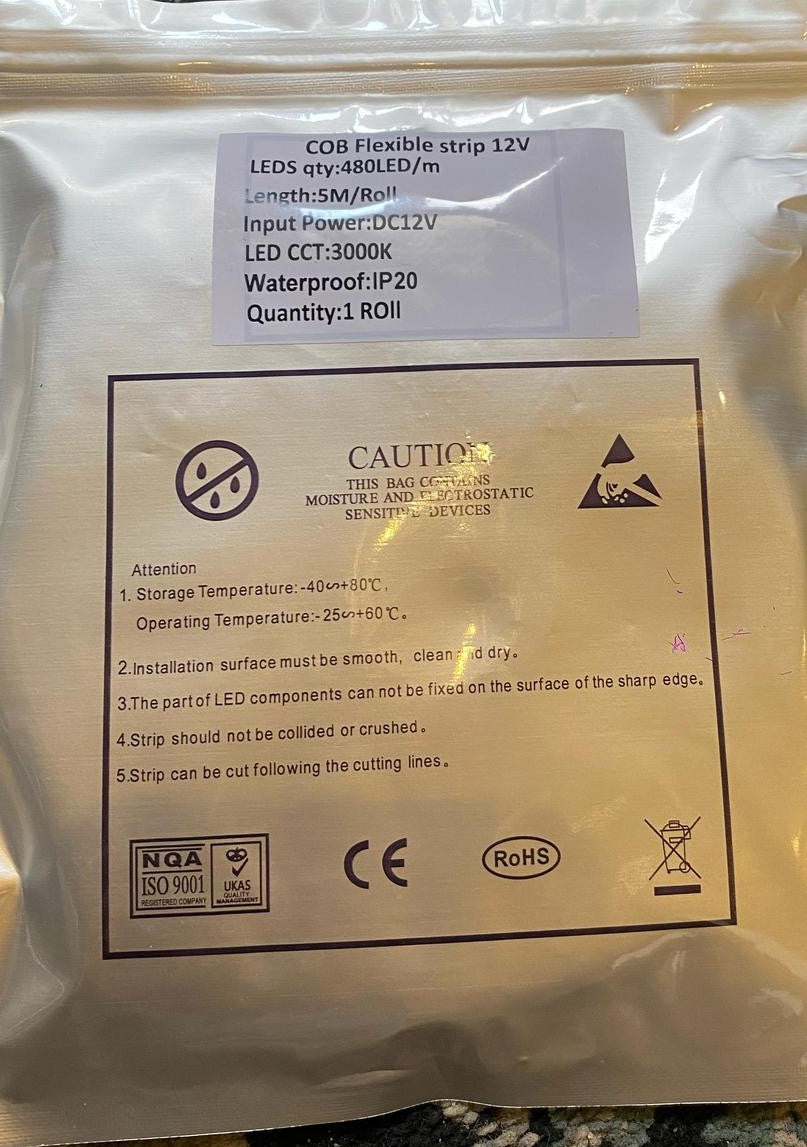 COB Flexible strip 12V
LEDS qty:480LED/m
Length:5M/Roll
Input Power:DC12V
LED CCT:3000K
Waterproof:IP20
Quantity:1 ROll
CAUTION
THIS BAG CONTAINS
MOISTURE AND ELECTROSTATIC
SENSITIVE DEVICES
Attention
1. Storage Temperature:-40∽+80℃,
Operating Temperature:-25∽+60℃。
2.Installation surface must be smooth, clean and dry。
3.The part of LED components can not be fixed on the surface of the sharp edge。
4.Strip should not be collided or crushed。
5.Strip can be cut following the cutting lines。
NQA
ISO 9001
REGISTERED COMPANY
UKAS
QUALITY
MANAGEMENT
CE
RoHS